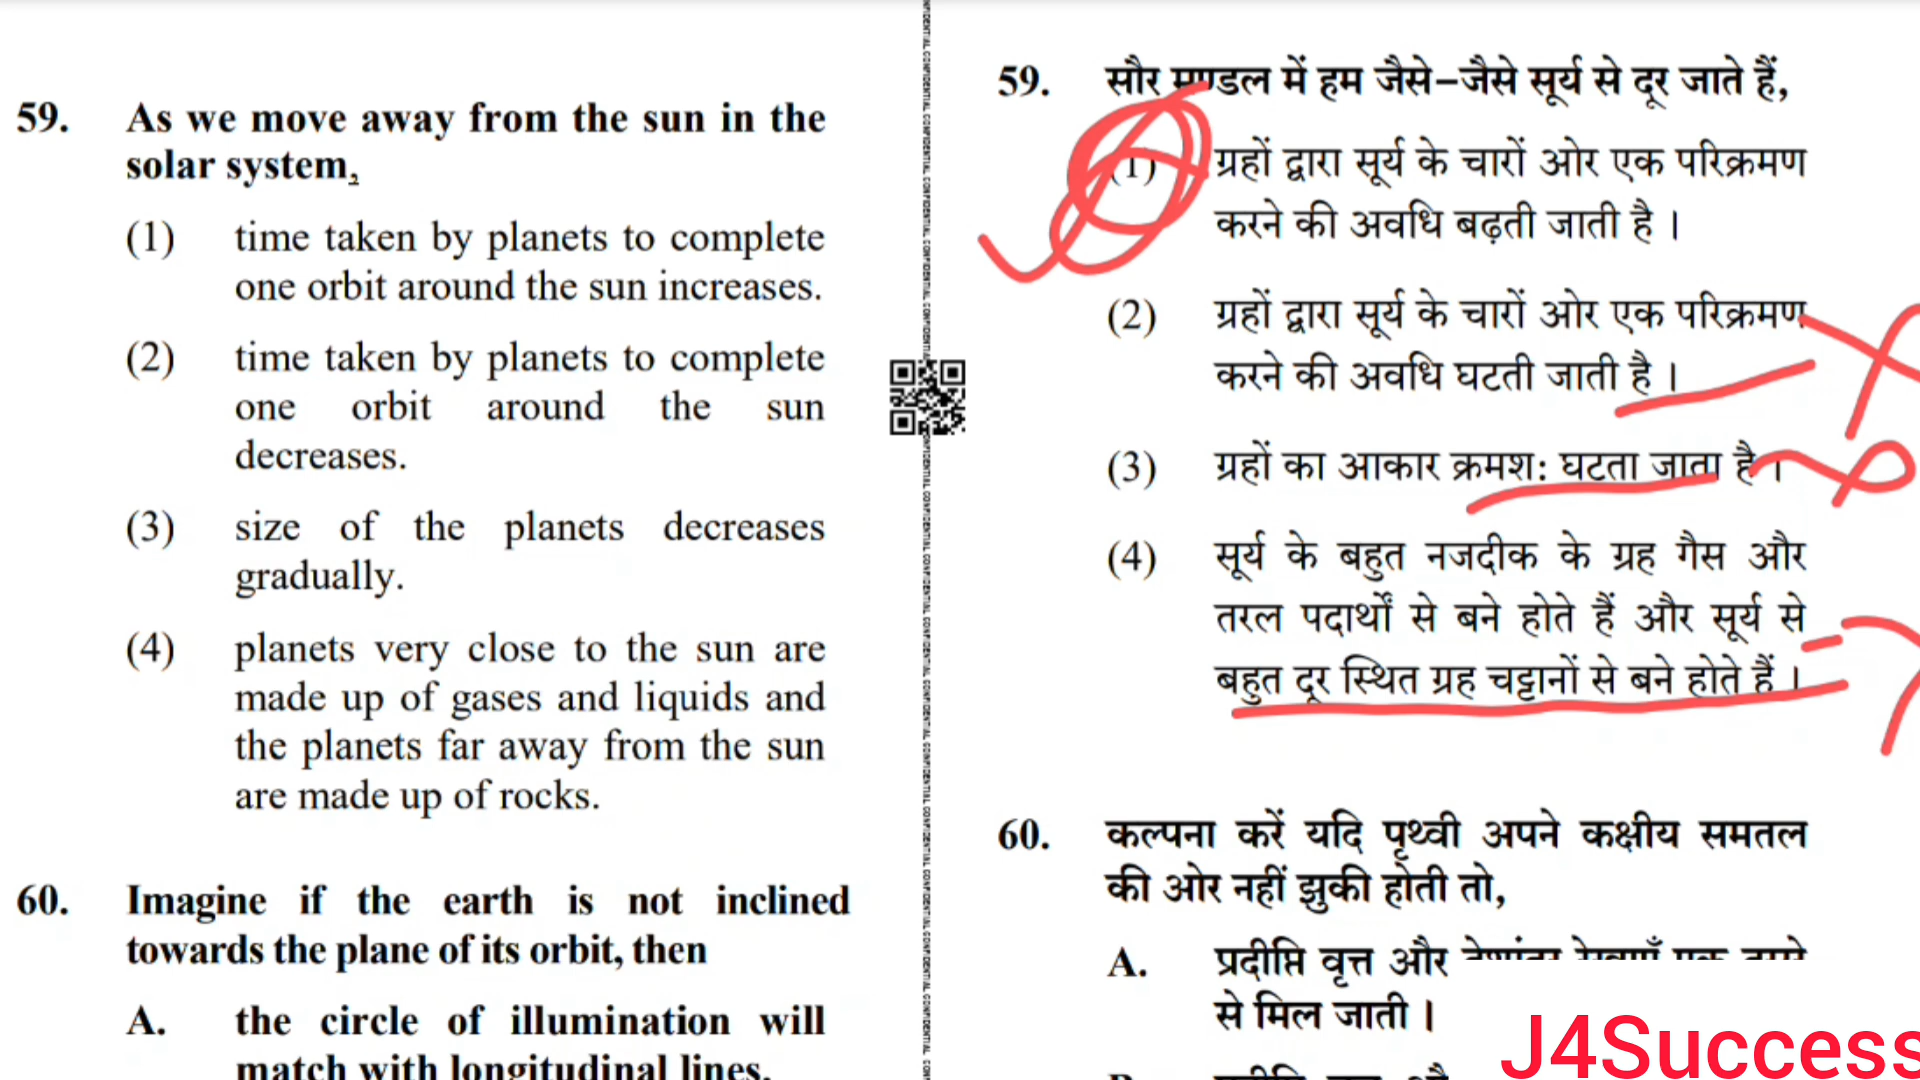 59. As we move away from the sun in the
solar system,
(1) time taken by planets to complete
one orbit around the sun increases.
(2) time taken by planets to complete
one orbit around the sun
decreases.
(3) size of the planets decreases
gradually.
(4) planets very close to the sun are
made up of gases and liquids and
the planets far away from the sun
are made up of rocks.
60. Imagine if the earth is not inclined
towards the plane of its orbit, then
A. the circle of illumination will
match with longitudinal lines.
59. सौर मण्डल में हम जैसे–जैसे सूर्य से दूर जाते हैं,
(1) ग्रहों द्वारा सूर्य के चारों ओर एक परिक्रमण
करने की अवधि बढ़ती जाती है ।
(2) ग्रहों द्वारा सूर्य के चारों ओर एक परिक्रमण
करने की अवधि घटती जाती है ।
(3) ग्रहों का आकार क्रमश: घटता जाता है ।
(4) सूर्य के बहुत नजदीक के ग्रह गैस और
तरल पदार्थों से बने होते हैं और सूर्य से
बहुत दूर स्थित ग्रह चट्टानों से बने होते हैं ।
60. कल्पना करें यदि पृथ्वी अपने कक्षीय समतल
की ओर नहीं झुकी होती तो,
A. प्रदीप्ति वृत्त और
से मिल जाती ।
J4Success